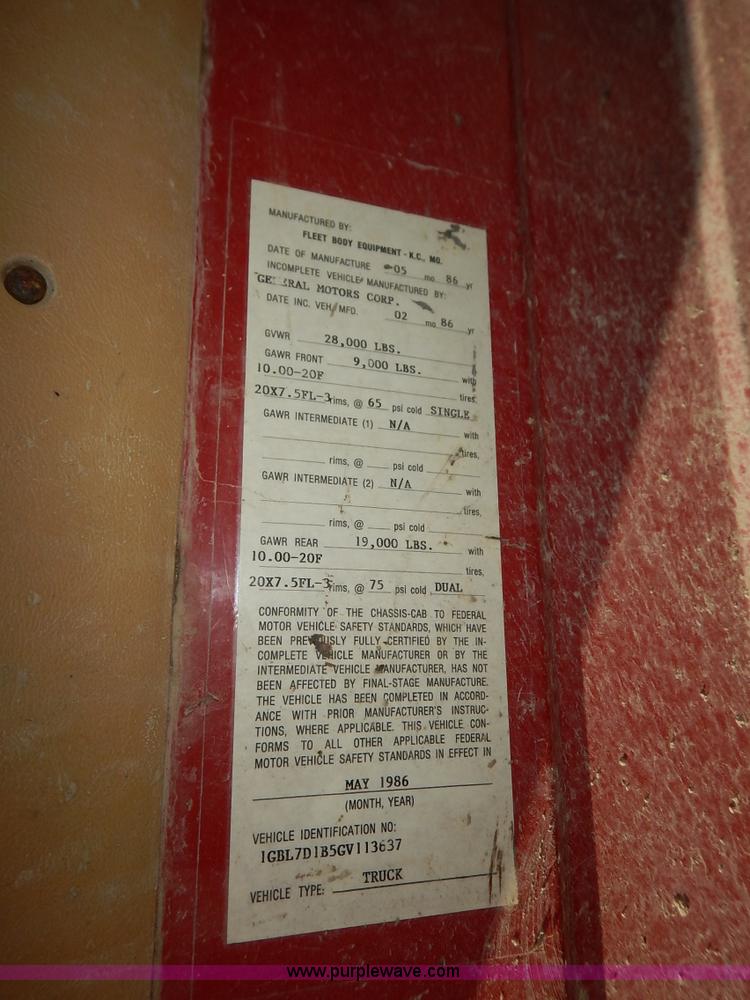 MANUFACTURED BY:
FLEET BODY EQUIPMENT - K.C., MO.
DATE OF MANUFACTURE 05 mo 86 yr
INCOMPLETE VEHICLE MANUFACTURED BY:
GENERAL MOTORS CORP.
DATE INC. VEH. MFD. 02 mo 86 yr
GVWR 28,000 LBS.
GAWR FRONT 9,000 LBS. with
10.00-20F tires,
20X7.5FL-3 rims, @ 65 psi cold SINGLE
GAWR INTERMEDIATE (1) N/A with
tires,
rims, @ psi cold
GAWR INTERMEDIATE (2) N/A with
tires,
rims, @ psi cold
GAWR REAR 19,000 LBS. with
10.00-20F tires,
20X7.5FL-3 rims, @ 75 psi cold DUAL
CONFORMITY OF THE CHASSIS-CAB TO FEDERAL
MOTOR VEHICLE SAFETY STANDARDS, WHICH HAVE
BEEN PREVIOUSLY FULLY CERTIFIED BY THE IN-
COMPLETE VEHICLE MANUFACTURER OR BY THE
INTERMEDIATE VEHICLE MANUFACTURER, HAS NOT
BEEN AFFECTED BY FINAL-STAGE MANUFACTURE.
THE VEHICLE HAS BEEN COMPLETED IN ACCORD-
ANCE WITH PRIOR MANUFACTURER'S INSTRUC-
TIONS, WHERE APPLICABLE. THIS VEHICLE CON-
FORMS TO ALL OTHER APPLICABLE FEDERAL
MOTOR VEHICLE SAFETY STANDARDS IN EFFECT IN
MAY 1986
(MONTH, YEAR)
VEHICLE IDENTIFICATION NO:
1GBL7D1B5GV113637
VEHICLE TYPE: TRUCK
www.purplewave.com